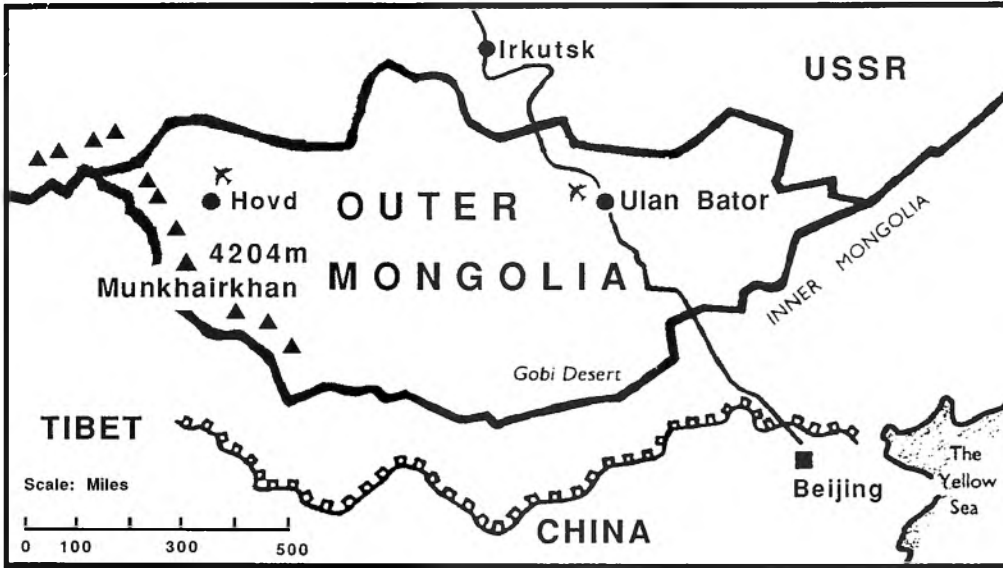 Irkutsk
USSR
Hovd
OUTER
Ulan Bator
4204m
MONGOLIA
Munkhairkhan
INNER MONGOLIA
Gobi Desert
TIBET
The
Yellow
Sea
Scale: Miles
Beijing
CHINA
0 100 300 500